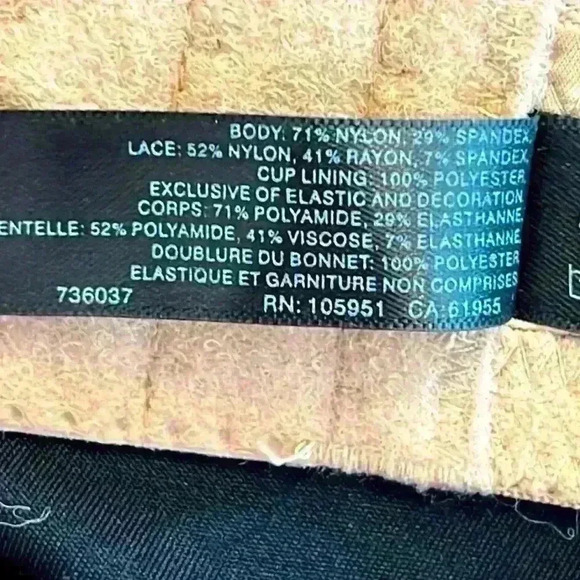 BODY: 71% NYLON, 29% SPANDEX
LACE: 52% NYLON, 41% RAYON, 7% SPANDEX
CUP LINING: 100% POLYESTER
EXCLUSIVE OF ELASTIC AND DECORATION
CORPS: 71% POLYAMIDE, 29% ELASTHANNE
ENTELLE: 52% POLYAMIDE, 41% VISCOSE, 7% ELASTHANNE
DOUBLURE DU BONNET: 100% POLYESTER
ELASTIQUE ET GARNITURE NON COMPRISES
736037 RN: 105951 CA: 61955